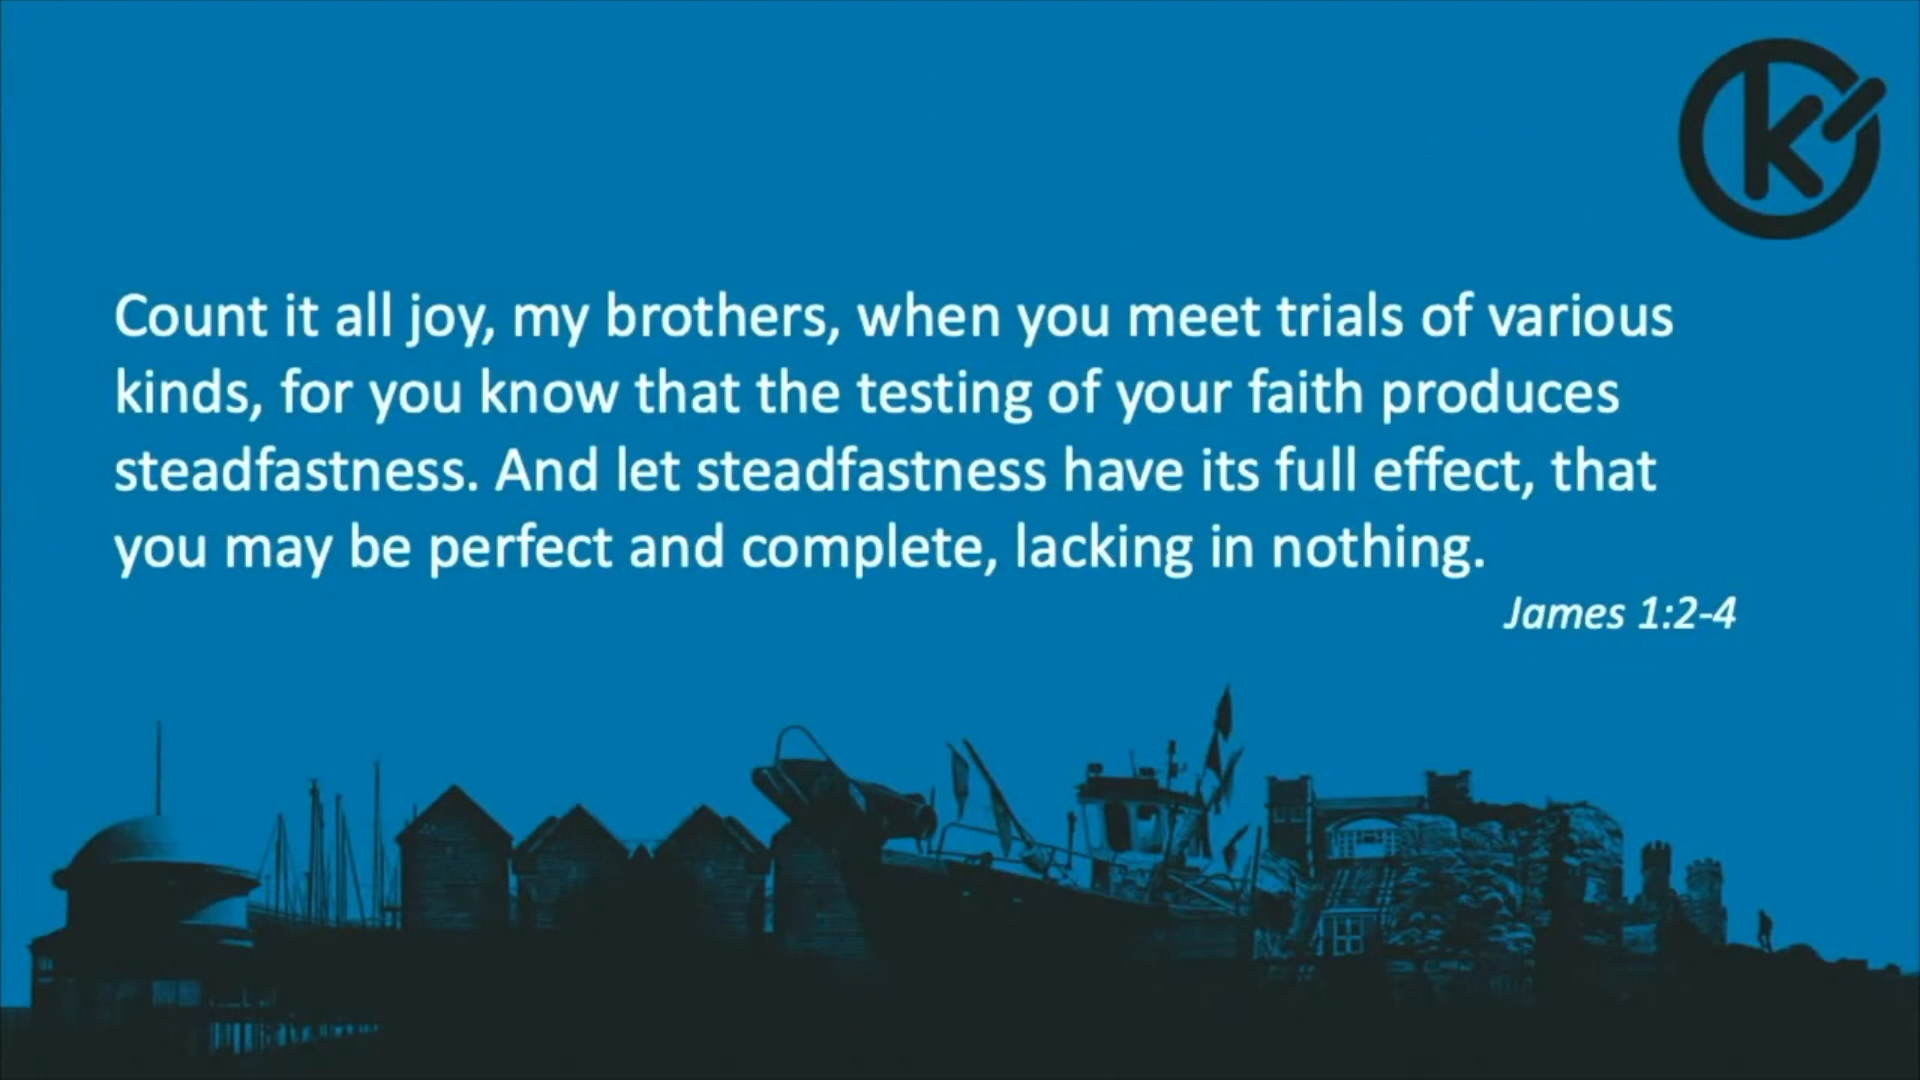 k
Count it all joy, my brothers, when you meet trials of various
kinds, for you know that the testing of your faith produces
steadfastness. And let steadfastness have its full effect, that
you may be perfect and complete, lacking in nothing.
James 1:2-4